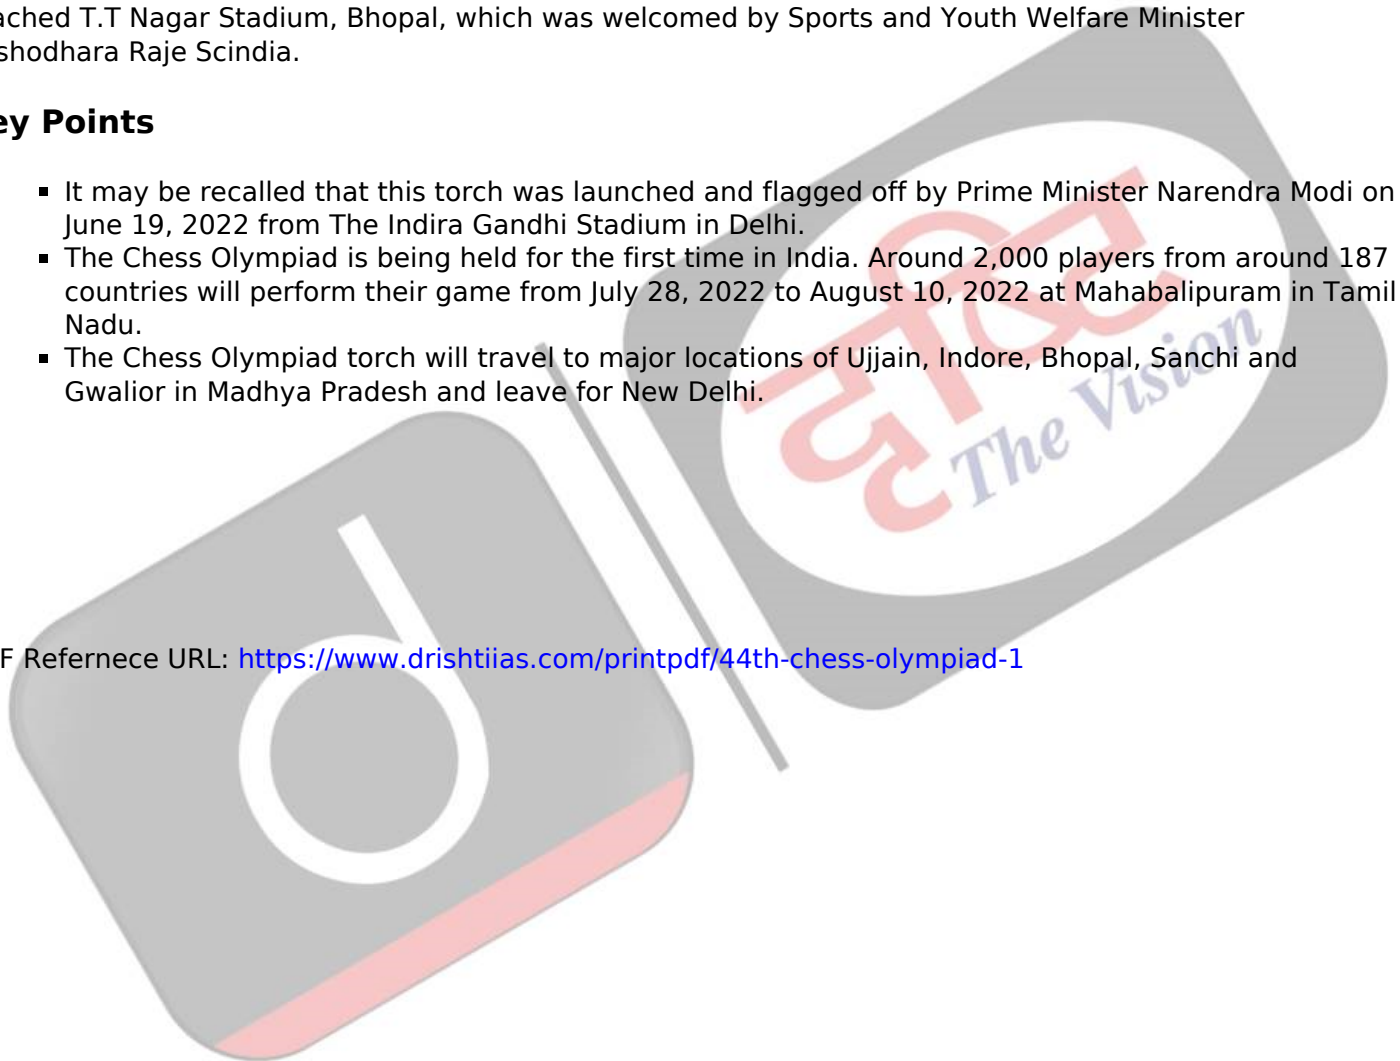 ached T.T Nagar Stadium, Bhopal, which was welcomed by Sports and Youth Welfare Minister
shodhara Raje Scindia.
ey Points
▪ It may be recalled that this torch was launched and flagged off by Prime Minister Narendra Modi on
June 19, 2022 from The Indira Gandhi Stadium in Delhi.
▪ The Chess Olympiad is being held for the first time in India. Around 2,000 players from around 187
countries will perform their game from July 28, 2022 to August 10, 2022 at Mahabalipuram in Tamil
Nadu.
▪ The Chess Olympiad torch will travel to major locations of Ujjain, Indore, Bhopal, Sanchi and
Gwalior in Madhya Pradesh and leave for New Delhi.
दृष्टि
The Vision
d
F Refernece URL: https://www.drishtiias.com/printpdf/44th-chess-olympiad-1